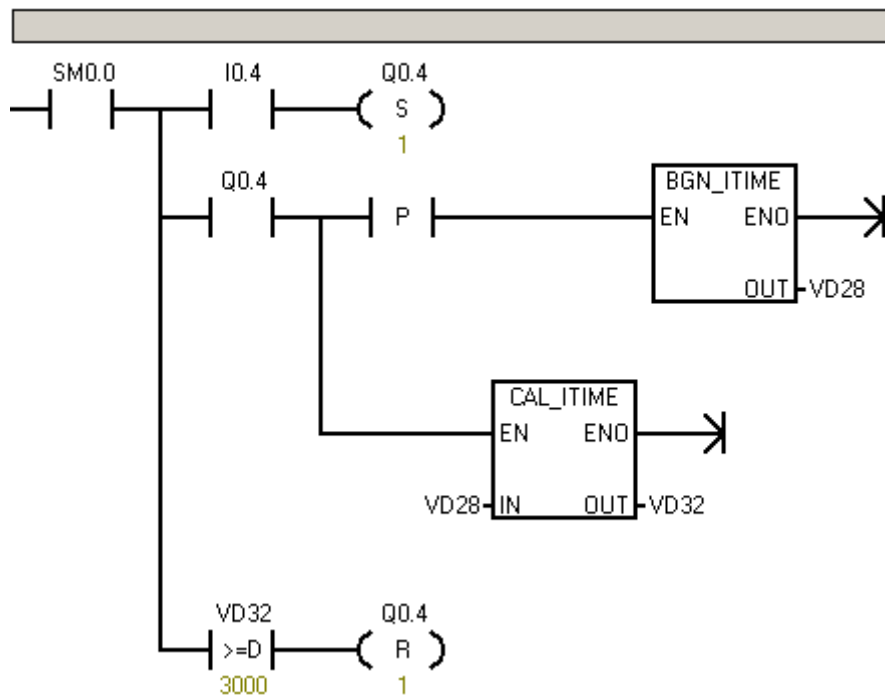 SM0.0 I0.4 Q0.4
S
1
Q0.4 BGN_ITIME
P EN ENO
OUT VD28
CAL_ITIME
EN ENO
VD28 IN OUT VD32
VD32 Q0.4
>=D R
3000 1